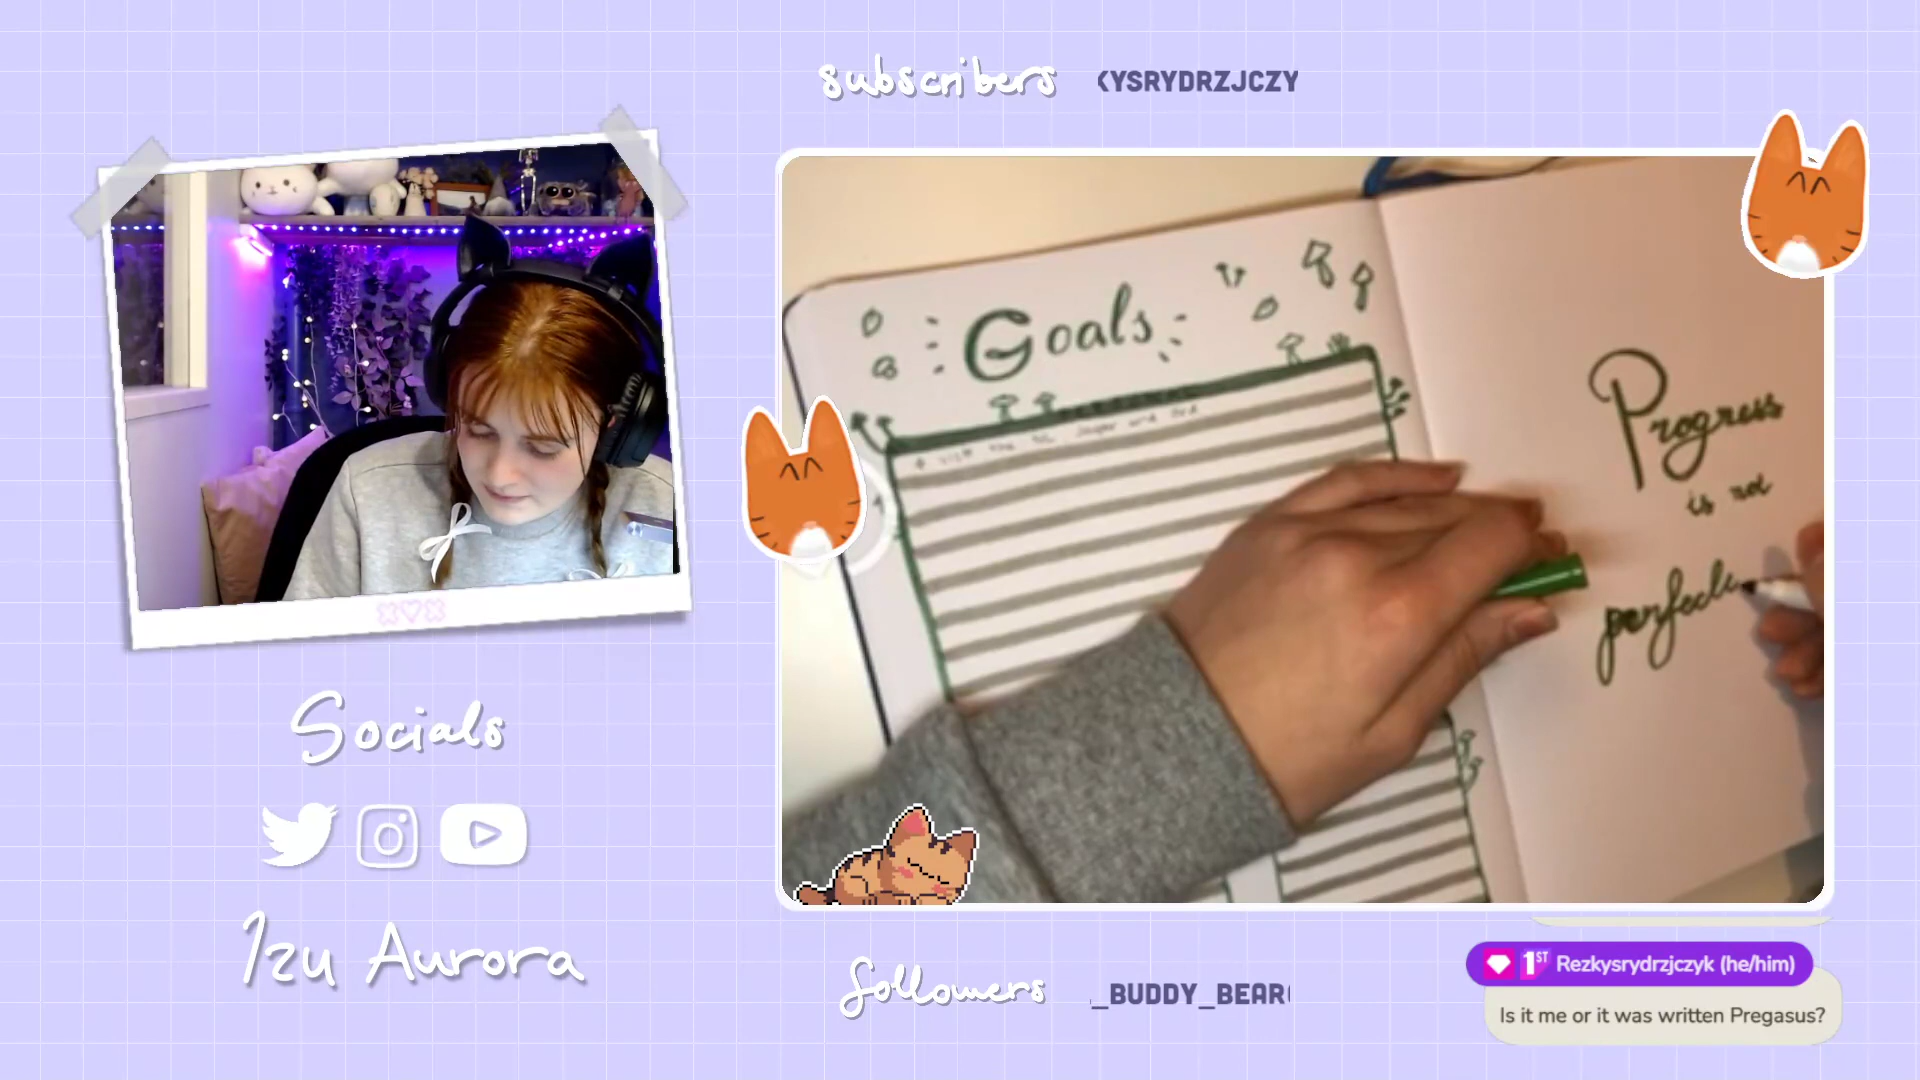 subscribers KYSRYDRZJCZY
Goals
Progress
is not
perfect
Socials
Izu Aurora
followers _BUDDY_BEAR
1ST Rezkysrydrzjczyk (he/him)
Is it me or it was written Pregasus?